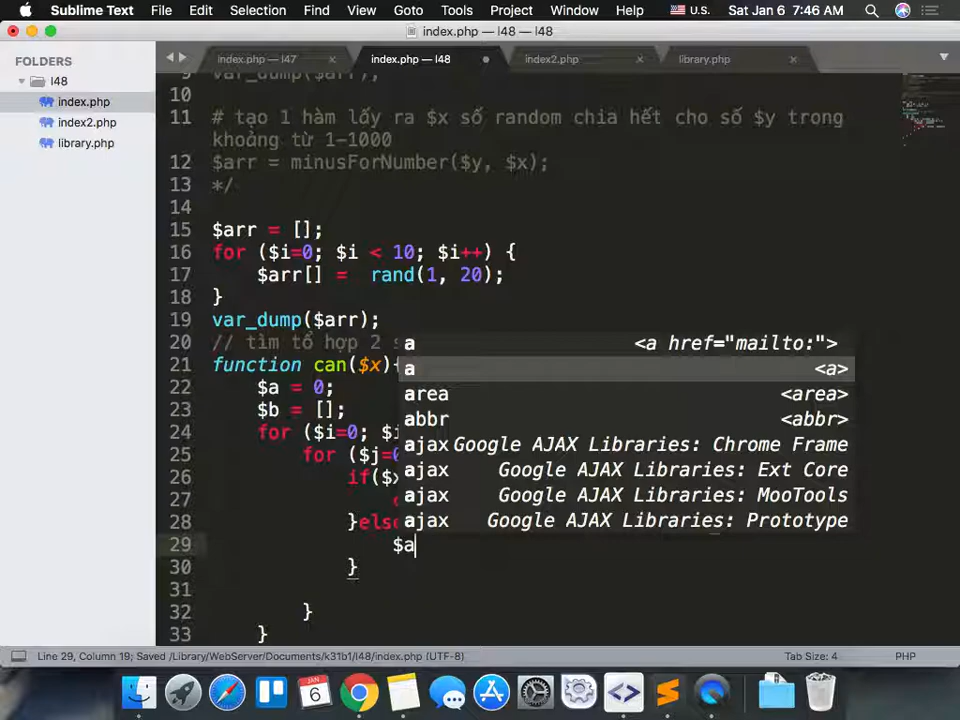 Sublime Text File Edit Selection Find View Goto Tools Project Window Help U.S. Sat Jan 6 7:46 AM
index.php — l48 — l48
FOLDERS
l48
index.php
index2.php
library.php
index.php — l47
index.php — l48
index2.php
library.php
9 var_dump($arr);
10
11 # tạo 1 hàm lấy ra $x số random chia hết cho số $y trong
khoảng từ 1-1000
12 $arr = minusForNumber($y, $x);
13 */
14
15 $arr = [];
16 for ($i=0; $i < 10; $i++) {
17 $arr[] = rand(1, 20);
18 }
19 var_dump($arr);
20 // tìm tổ hợp 2 s
21 function can($x){
22 $a = 0;
23 $b = [];
24 for ($i=0; $i
25 for ($j=0
26 if($x
27
28 }else
29 $a
30 }
31
32 }
33 }
a <a href="mailto:">
a <a>
area <area>
abbr <abbr>
ajax Google AJAX Libraries: Chrome Frame
ajax Google AJAX Libraries: Ext Core
ajax Google AJAX Libraries: MooTools
ajax Google AJAX Libraries: Prototype
Line 29, Column 19; Saved /Library/WebServer/Documents/k31b1/l48/index.php (UTF-8) Tab Size: 4 PHP
JAN
6